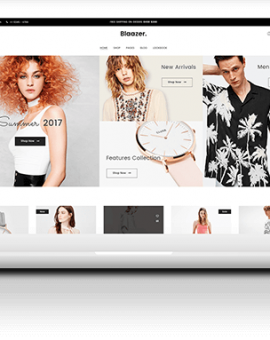 Blaazer.
HOME SHOP PAGES BLOG LOOKBOOK
New Arrivals
Shop Now
Men
Summer 2017
Shop Now
Features Collection
Shop Now